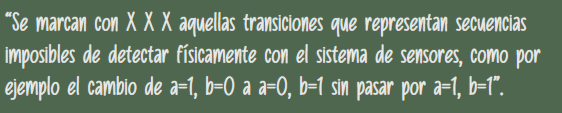 “Se marcan con X X X aquellas transiciones que representan secuencias
imposibles de detectar físicamente con el sistema de sensores, como por
ejemplo el cambio de a=1, b=0 a a=0, b=1 sin pasar por a=1, b=1”.